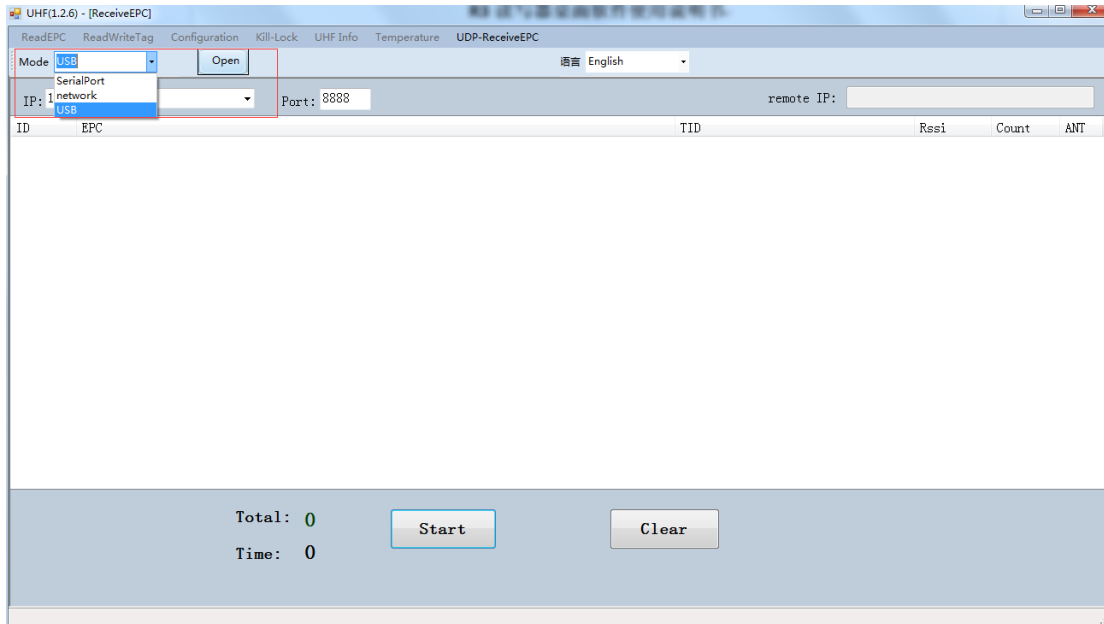 UHF(1.2.6) - [ReceiveEPC]
ReadEPC ReadWriteTag Configuration Kill-Lock UHF Info Temperature UDP-ReceiveEPC
Mode USB Open 语言 English
SerialPort
network
USB
IP: 1 Port: 8888 remote IP:
ID EPC TID Rssi Count ANT
Total: 0 Start Clear
Time: 0